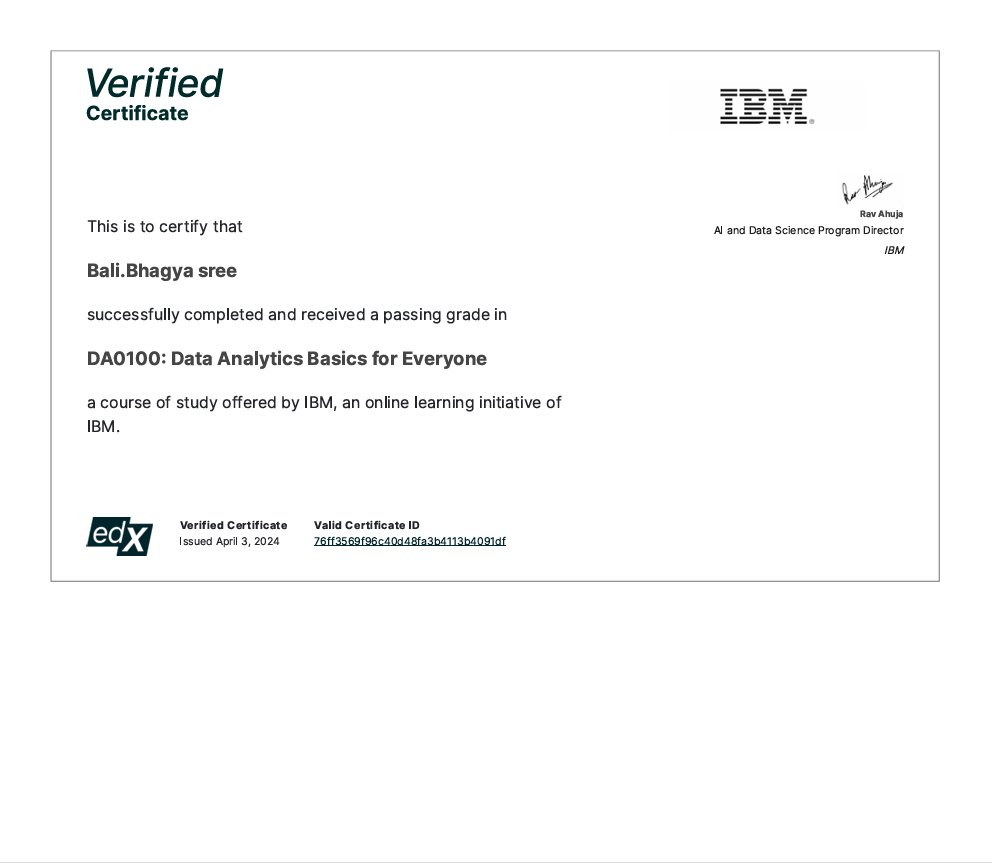 Verified
Certificate
IBM®
Rav Ahuja
AI and Data Science Program Director
IBM
This is to certify that
Bali.Bhagya sree
successfully completed and received a passing grade in
DA0100: Data Analytics Basics for Everyone
a course of study offered by IBM, an online learning initiative of
IBM.
edX
Verified Certificate
Issued April 3, 2024
Valid Certificate ID
76ff3569f96c40d48fa3b4113b4091df